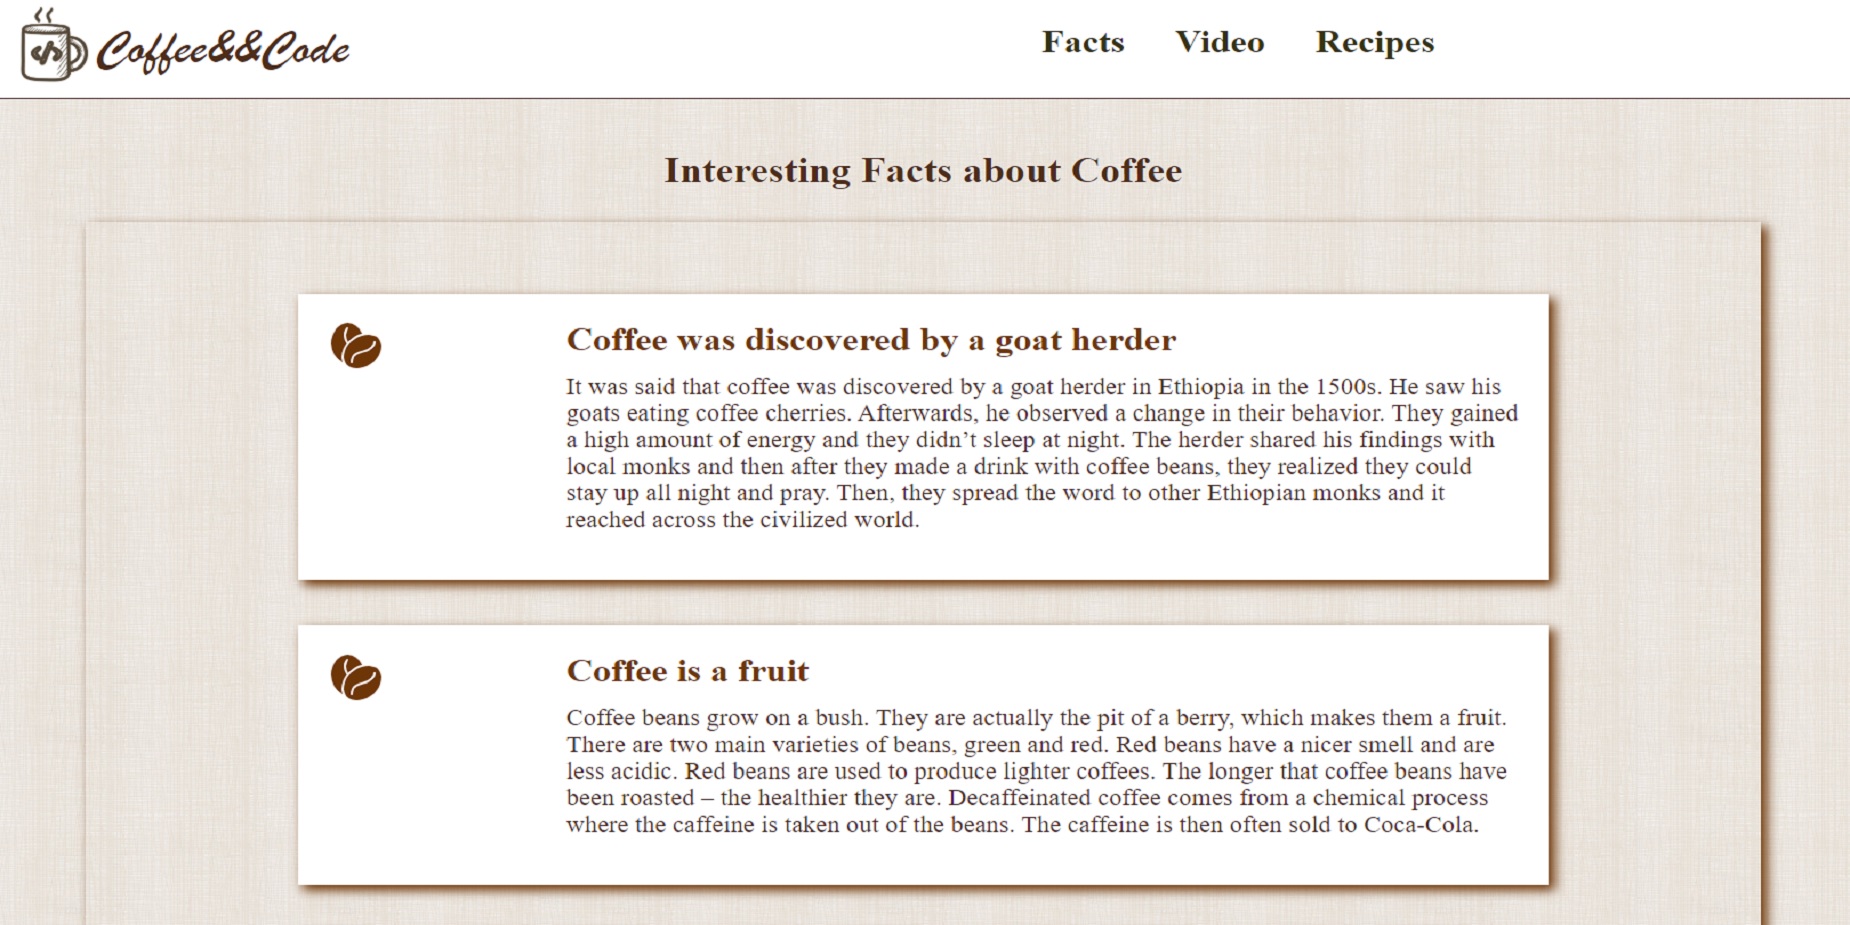 Coffee&&Code
Facts Video Recipes
Interesting Facts about Coffee
Coffee was discovered by a goat herder
It was said that coffee was discovered by a goat herder in Ethiopia in the 1500s. He saw his
goats eating coffee cherries. Afterwards, he observed a change in their behavior. They gained
a high amount of energy and they didn’t sleep at night. The herder shared his findings with
local monks and then after they made a drink with coffee beans, they realized they could
stay up all night and pray. Then, they spread the word to other Ethiopian monks and it
reached across the civilized world.
Coffee is a fruit
Coffee beans grow on a bush. They are actually the pit of a berry, which makes them a fruit.
There are two main varieties of beans, green and red. Red beans have a nicer smell and are
less acidic. Red beans are used to produce lighter coffees. The longer that coffee beans have
been roasted – the healthier they are. Decaffeinated coffee comes from a chemical process
where the caffeine is taken out of the beans. The caffeine is then often sold to Coca-Cola.